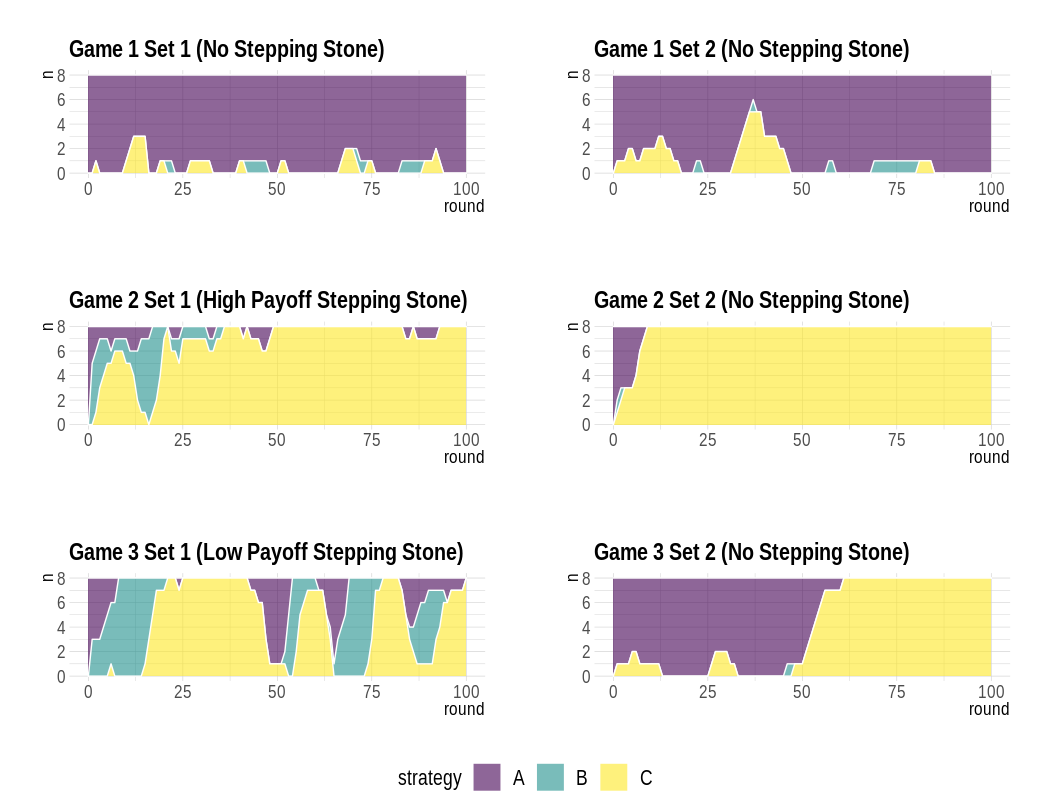 Game 1 Set 1 (No Stepping Stone)
n
8
6
4
2
0
0 25 50 75 100
round
Game 1 Set 2 (No Stepping Stone)
n
8
6
4
2
0
0 25 50 75 100
round
Game 2 Set 1 (High Payoff Stepping Stone)
n
8
6
4
2
0
0 25 50 75 100
round
Game 2 Set 2 (No Stepping Stone)
n
8
6
4
2
0
0 25 50 75 100
round
Game 3 Set 1 (Low Payoff Stepping Stone)
n
8
6
4
2
0
0 25 50 75 100
round
Game 3 Set 2 (No Stepping Stone)
n
8
6
4
2
0
0 25 50 75 100
round
strategy A B C